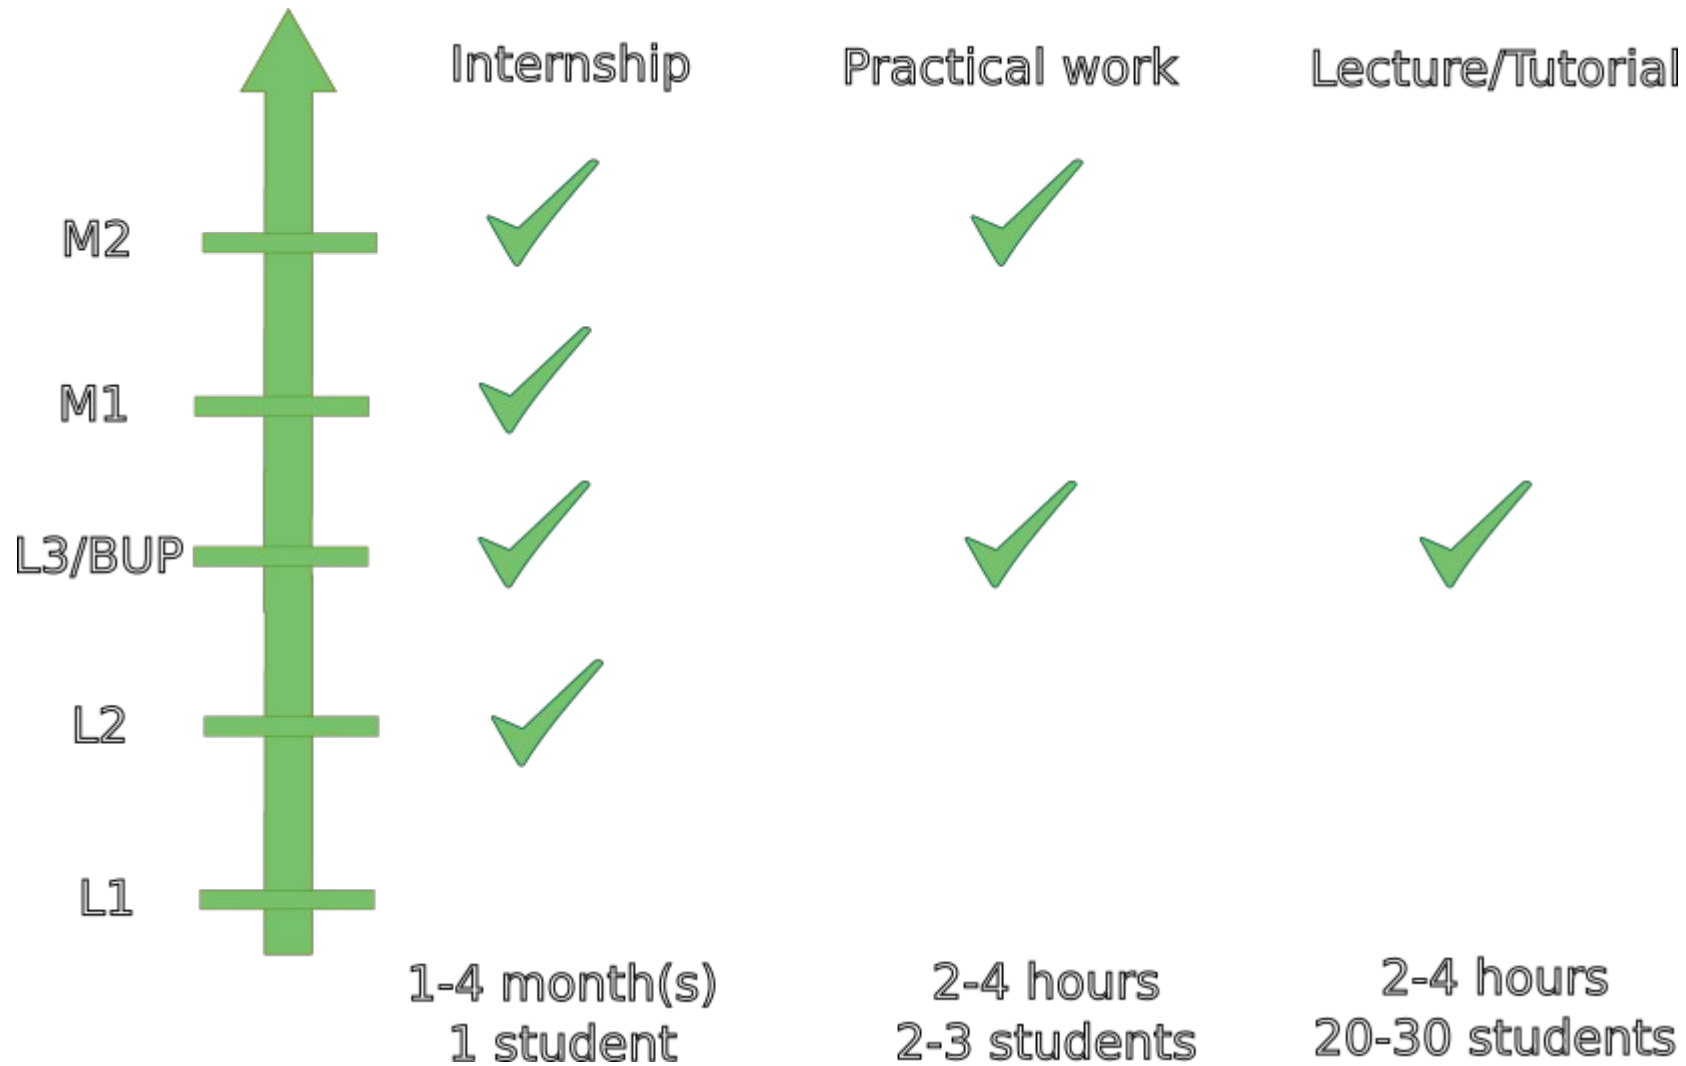 Internship
Practical work
Lecture/Tutorial
M2
M1
L3/BUP
L2
L1
1-4 month(s)
1 student
2-4 hours
2-3 students
2-4 hours
20-30 students